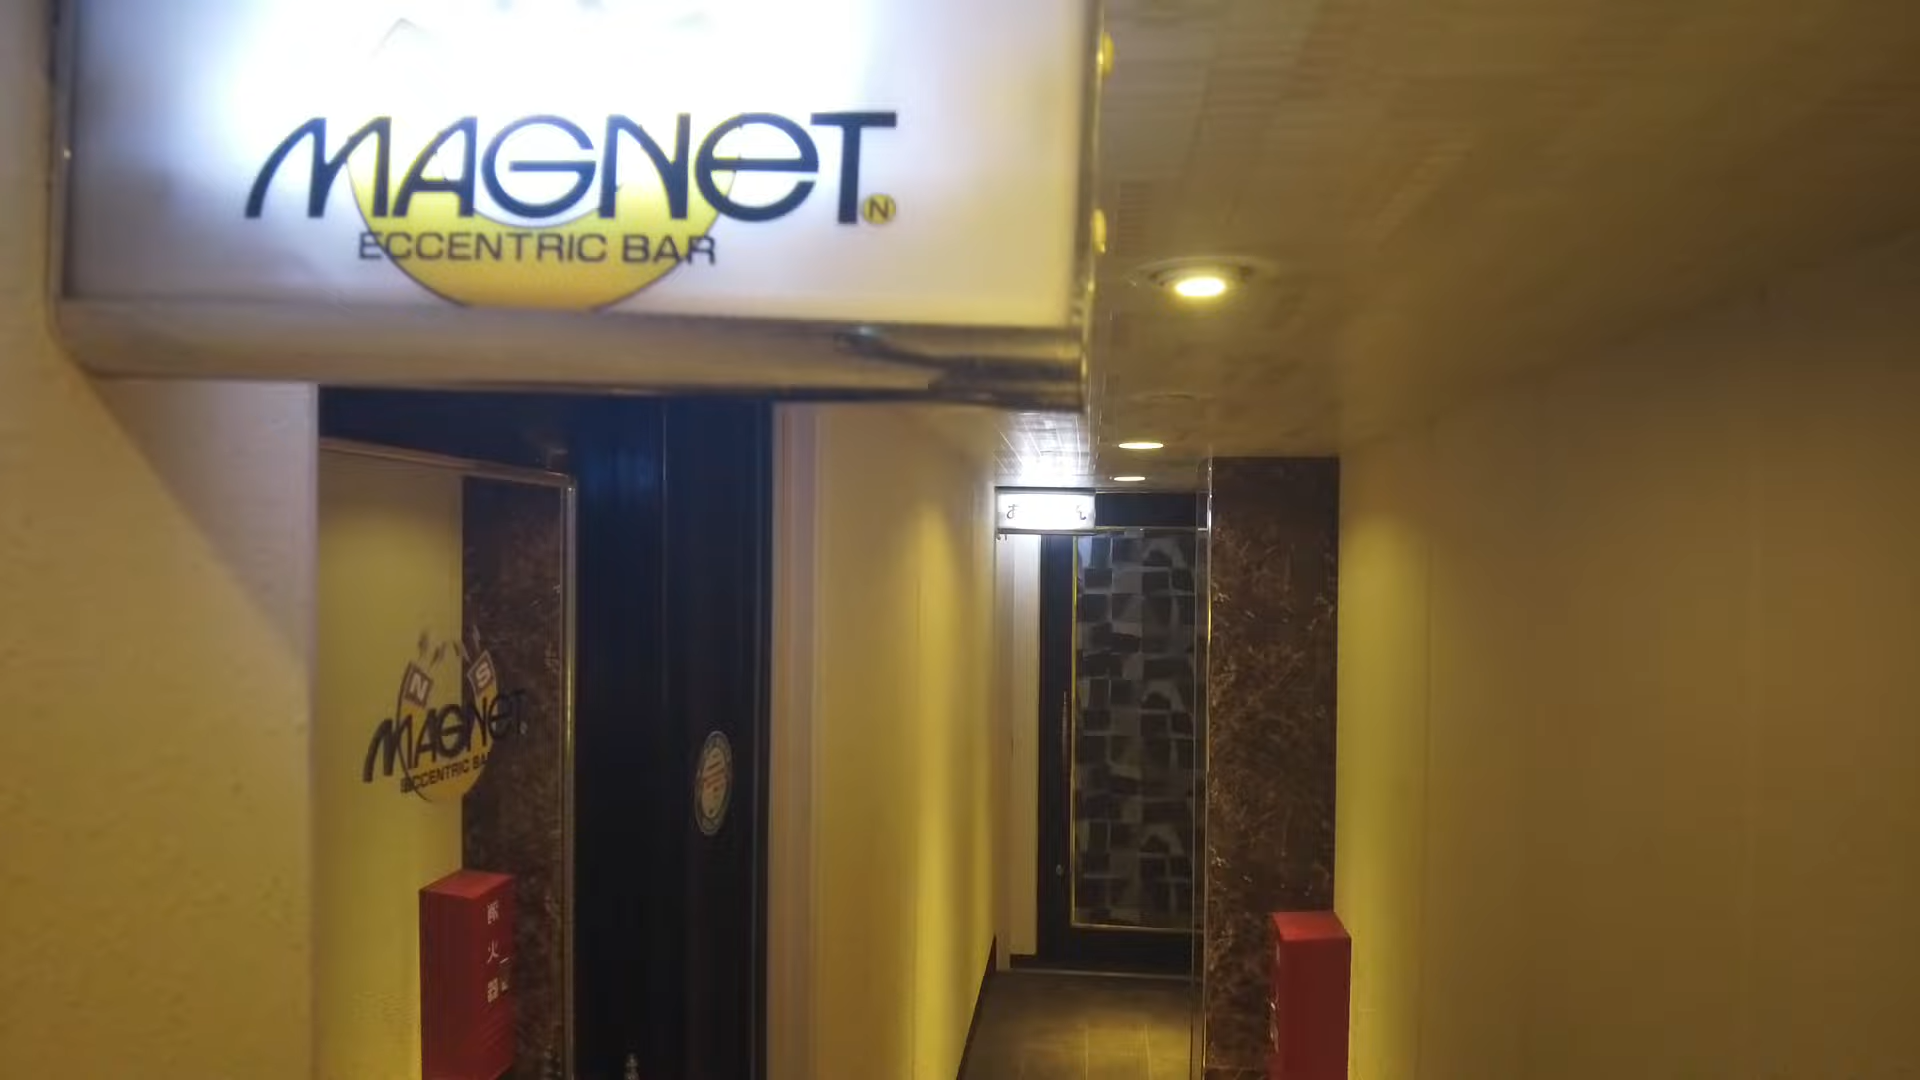 MAGNET
N
ECCENTRIC BAR
N S
MAGNET
ECCENTRIC BAR
消火器